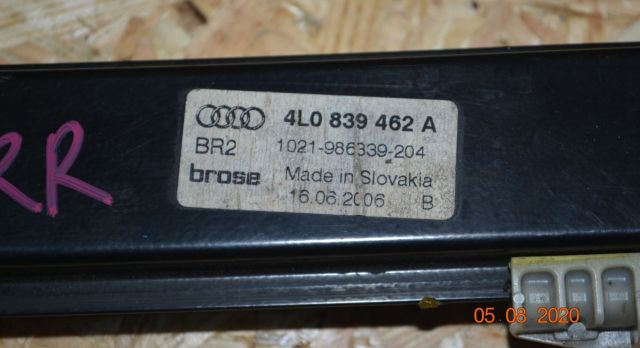 4L0 839 462 A
BR2 1021-986339-204
brose Made in Slovakia
16.06.2006 B
RR
05 08 2020